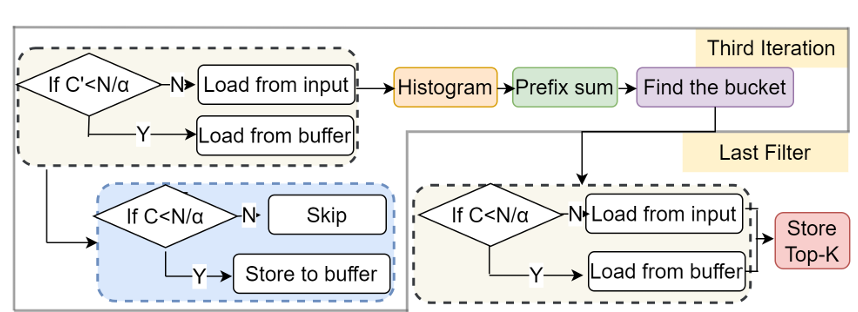 Third Iteration
If C'<N/α
N
Load from input
Histogram
Prefix sum
Find the bucket
Y
Load from buffer
Last Filter
If C<N/α
N
Skip
Y
Store to buffer
If C<N/α
N
Load from input
Y
Load from buffer
Store
Top-K